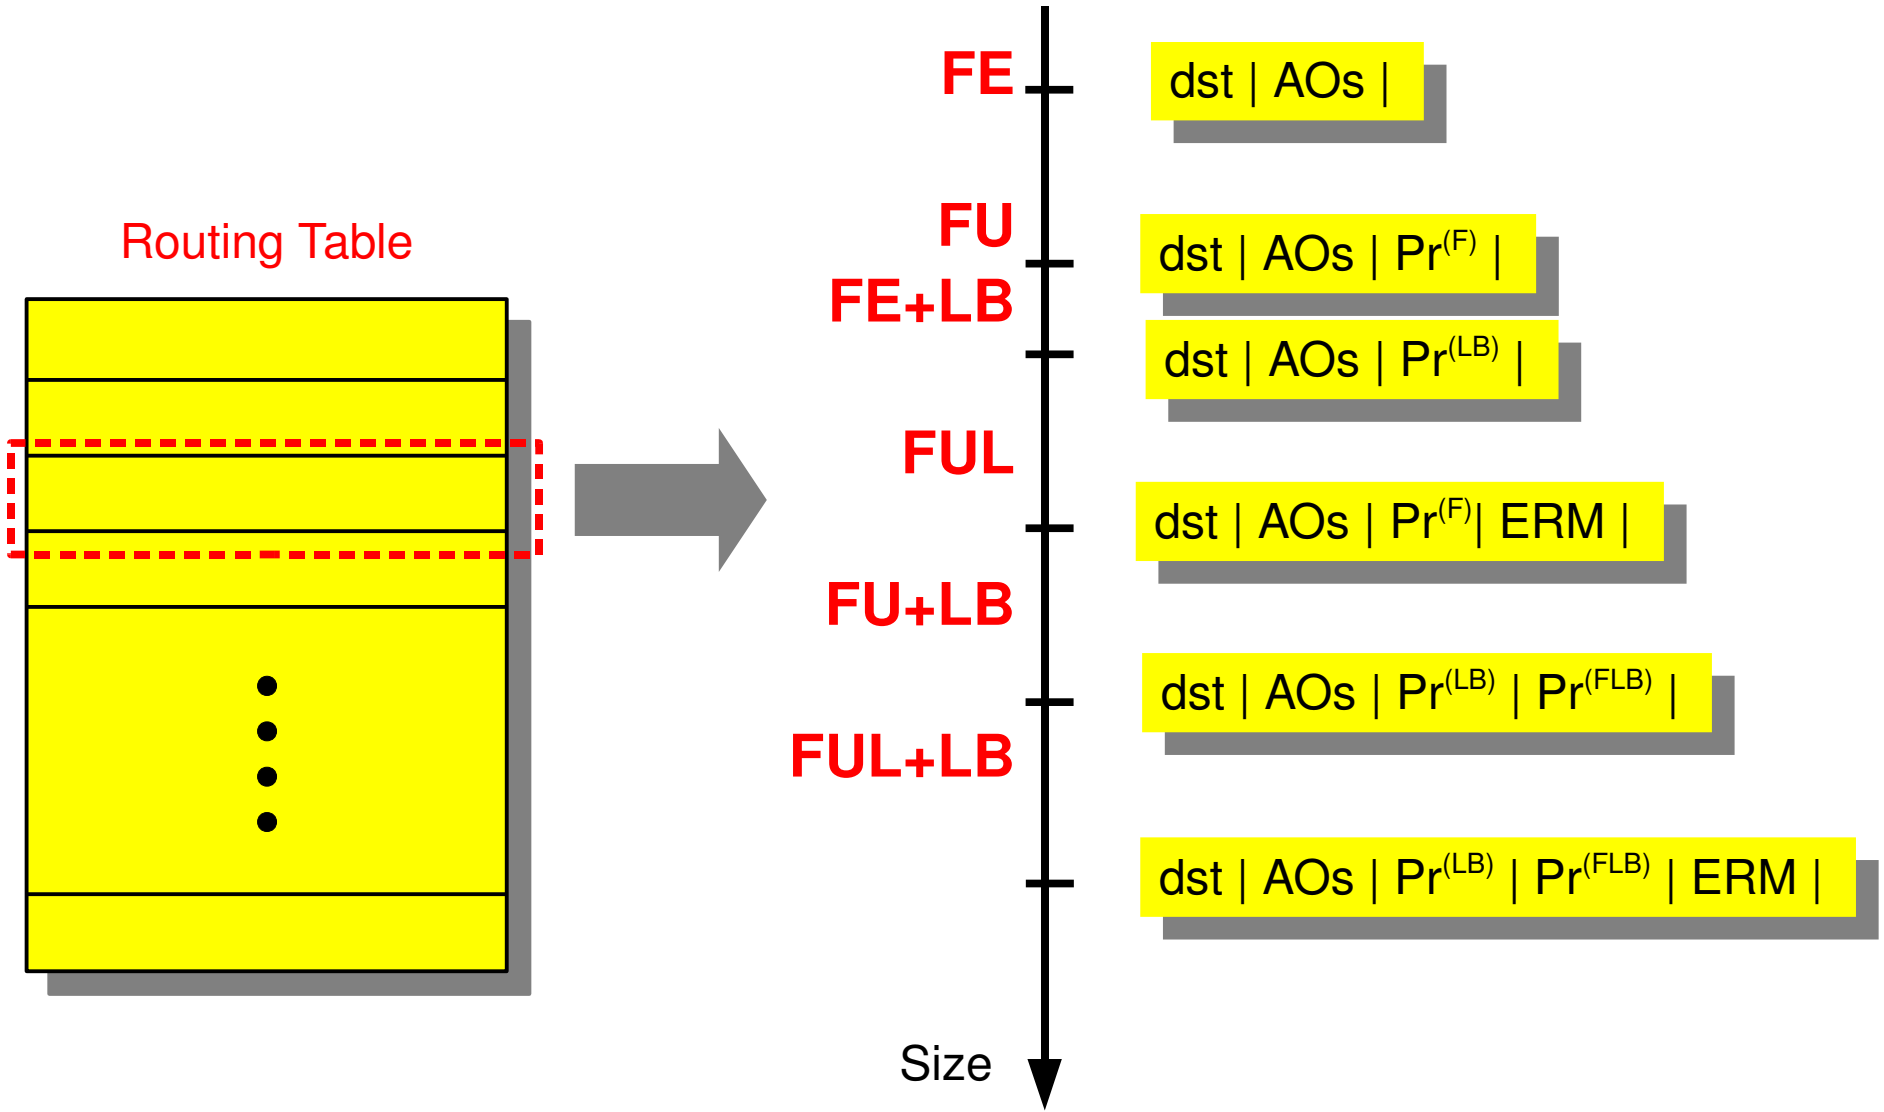 Routing Table
FE
dst | AOs |
FU
dst | AOs | Pr(F) |
FE+LB
dst | AOs | Pr(LB) |
FUL
dst | AOs | Pr(F)| ERM |
FU+LB
dst | AOs | Pr(LB) | Pr(FLB) |
FUL+LB
dst | AOs | Pr(LB) | Pr(FLB) | ERM |
Size